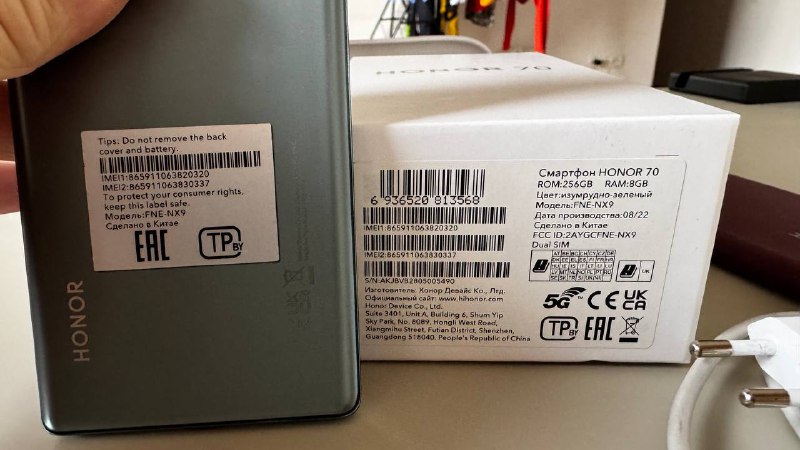 Tips: Do not remove the back
cover and battery.
IMEI1:865911063820320
IMEI2:865911063830337
To protect your consumer rights,
keep this label safe.
Модель:FNE-NX9
Сделано в Китае
EAC TP BY
HONOR
HONOR 70
6 936520 813568
IMEI1:865911063820320
IMEI2:865911063830337
S/N:AKJBVB2805005490
Изготовитель: Хонор Девайс Ко., Лтд.
Официальный сайт: www.hihonor.com
Honor Device Co., Ltd.
Suite 3401, Unit A, Building 6, Shum Yip
Sky Park, No. 8089, Hongli West Road,
Xiangmihu Street, Futian District, Shenzhen,
Guangdong 518040, People's Republic of China
Смартфон HONOR 70
ROM:256GB RAM:8GB
Цвет:изумрудно-зеленый
Модель:FNE-NX9
Дата производства:08/22
Сделано в Китае
FCC ID:2AYGCFNE-NX9
Dual SIM
UK
5G CE UK CA
TP BY EAC